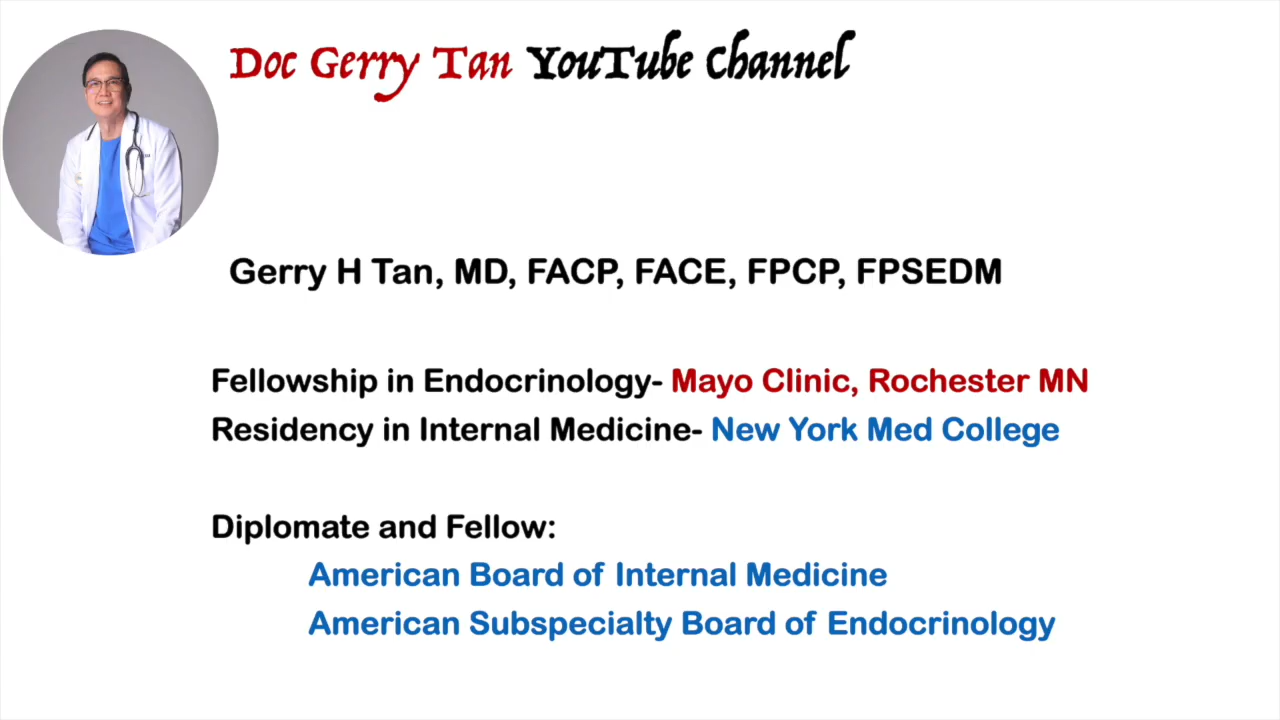 Doc Gerry Tan YouTube Channel
Gerry H Tan, MD, FACP, FACE, FPCP, FPSEDM
Fellowship in Endocrinology- Mayo Clinic, Rochester MN
Residency in Internal Medicine- New York Med College
Diplomate and Fellow:
American Board of Internal Medicine
American Subspecialty Board of Endocrinology